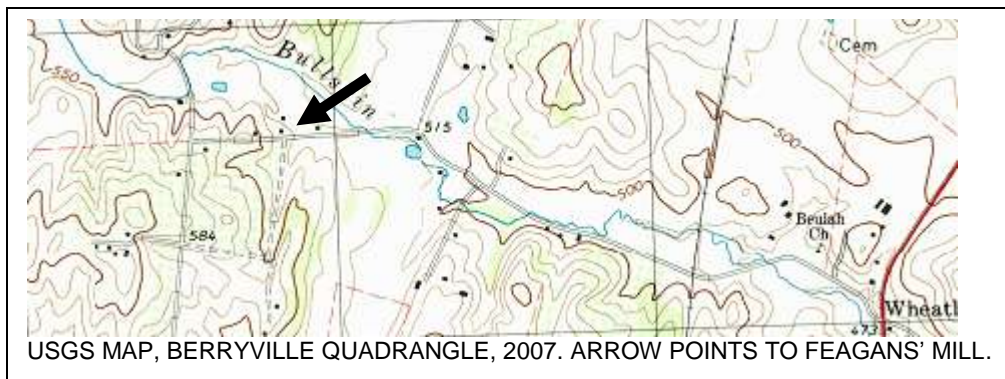 Cem
550
Bullskin
515
500
500
Beulah
Ch
584
Wheatl
473
USGS MAP, BERRYVILLE QUADRANGLE, 2007. ARROW POINTS TO FEAGANS’ MILL.